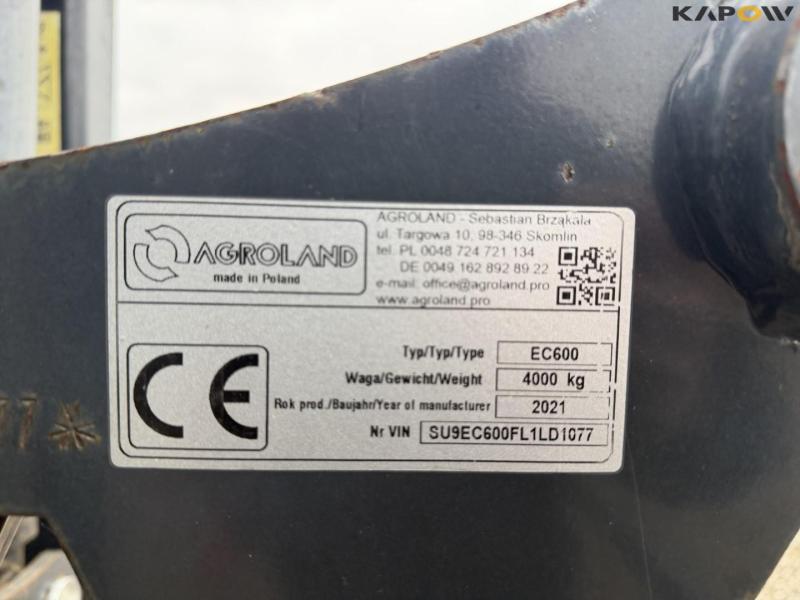 KAPOW
AGROLAND
made in Poland
AGROLAND - Sebastian Brząkala
ul. Targowa 10, 98-346 Skomlin
tel. PL 0048 724 721 134
DE 0049 162 892 89 22
e-mail: office@agroland.pro
www.agroland.pro
CE
Typ/Typ/Type EC600
Waga/Gewicht/Weight 4000 kg
Rok prod./Baujahr/Year of manufacturer 2021
Nr VIN SU9EC600FL1LD1077
77*